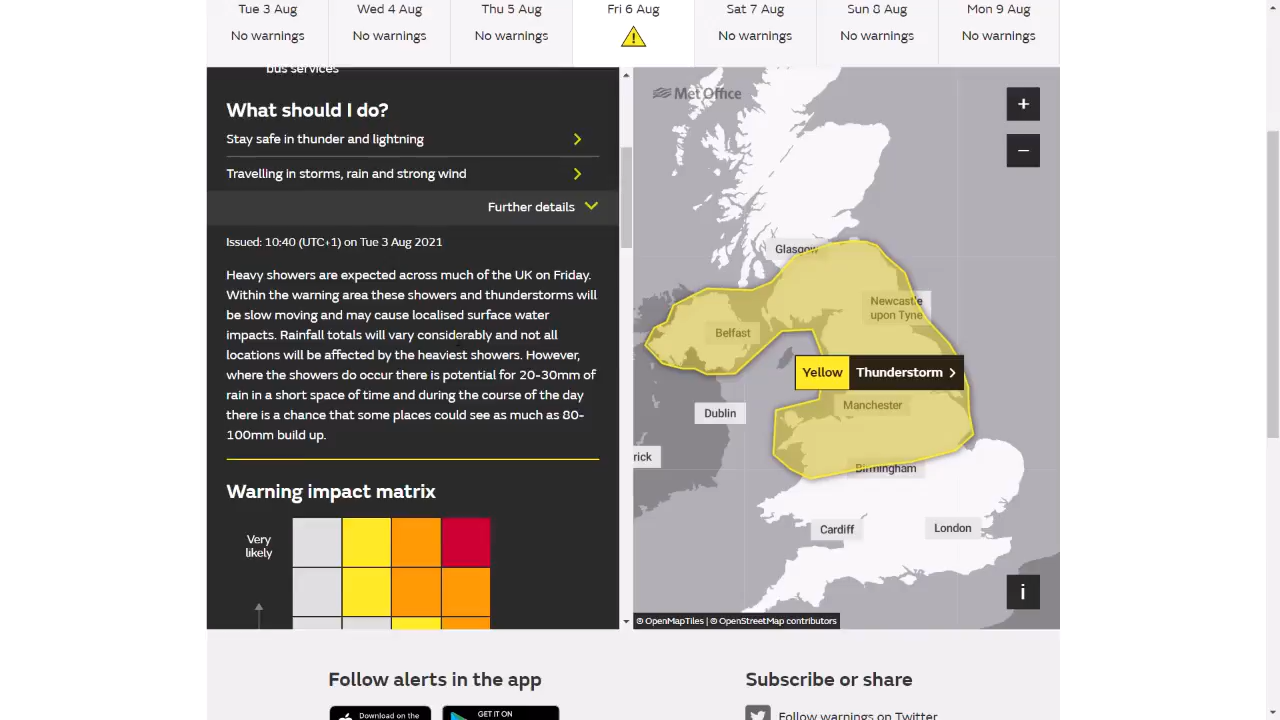 Tue 3 Aug
Wed 4 Aug
Thu 5 Aug
Fri 6 Aug
Sat 7 Aug
Sun 8 Aug
Mon 9 Aug
No warnings
No warnings
No warnings
No warnings
No warnings
No warnings
bus services
What should I do?
Stay safe in thunder and lightning
Travelling in storms, rain and strong wind
Further details
Issued: 10:40 (UTC+1) on Tue 3 Aug 2021
Heavy showers are expected across much of the UK on Friday.
Within the warning area these showers and thunderstorms will
be slow moving and may cause localised surface water
impacts. Rainfall totals will vary considerably and not all
locations will be affected by the heaviest showers. However,
where the showers do occur there is potential for 20-30mm of
rain in a short space of time and during the course of the day
there is a chance that some places could see as much as 80-
100mm build up.
Warning impact matrix
Very
likely
Met Office
+
−
Glasgow
Newcastle
upon Tyne
Belfast
Yellow Thunderstorm
Manchester
Dublin
rick
Birmingham
Cardiff
London
i
© OpenMapTiles | © OpenStreetMap contributors
Follow alerts in the app
Download on the
GET IT ON
Subscribe or share
Follow warnings on Twitter